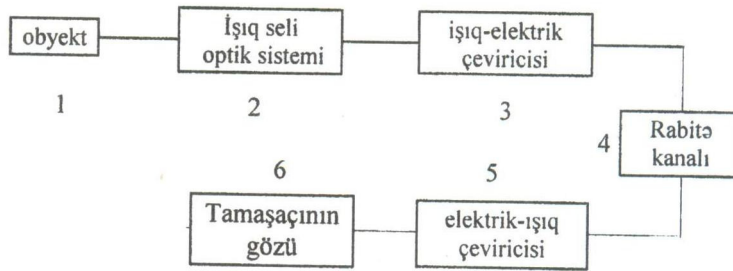 obyekt
İşıq seli
optik sistemi
işıq-elektrik
çeviricisi
1
2
3
4
Rabitə
kanalı
6
5
Tamaşaçının
gözü
elektrik-ışıq
çeviricisi